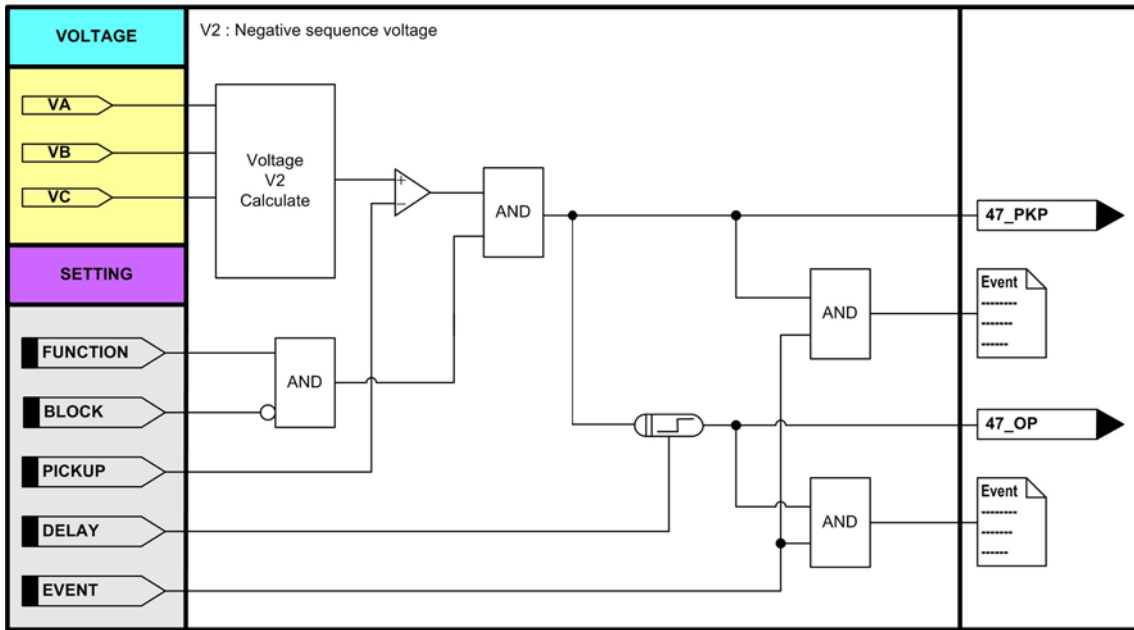 VOLTAGE
V2 : Negative sequence voltage
VA
VB
VC
Voltage
V2
Calculate
+
−
AND
47_PKP
SETTING
Event
AND
FUNCTION
AND
BLOCK
47_OP
PICKUP
Event
DELAY
AND
EVENT